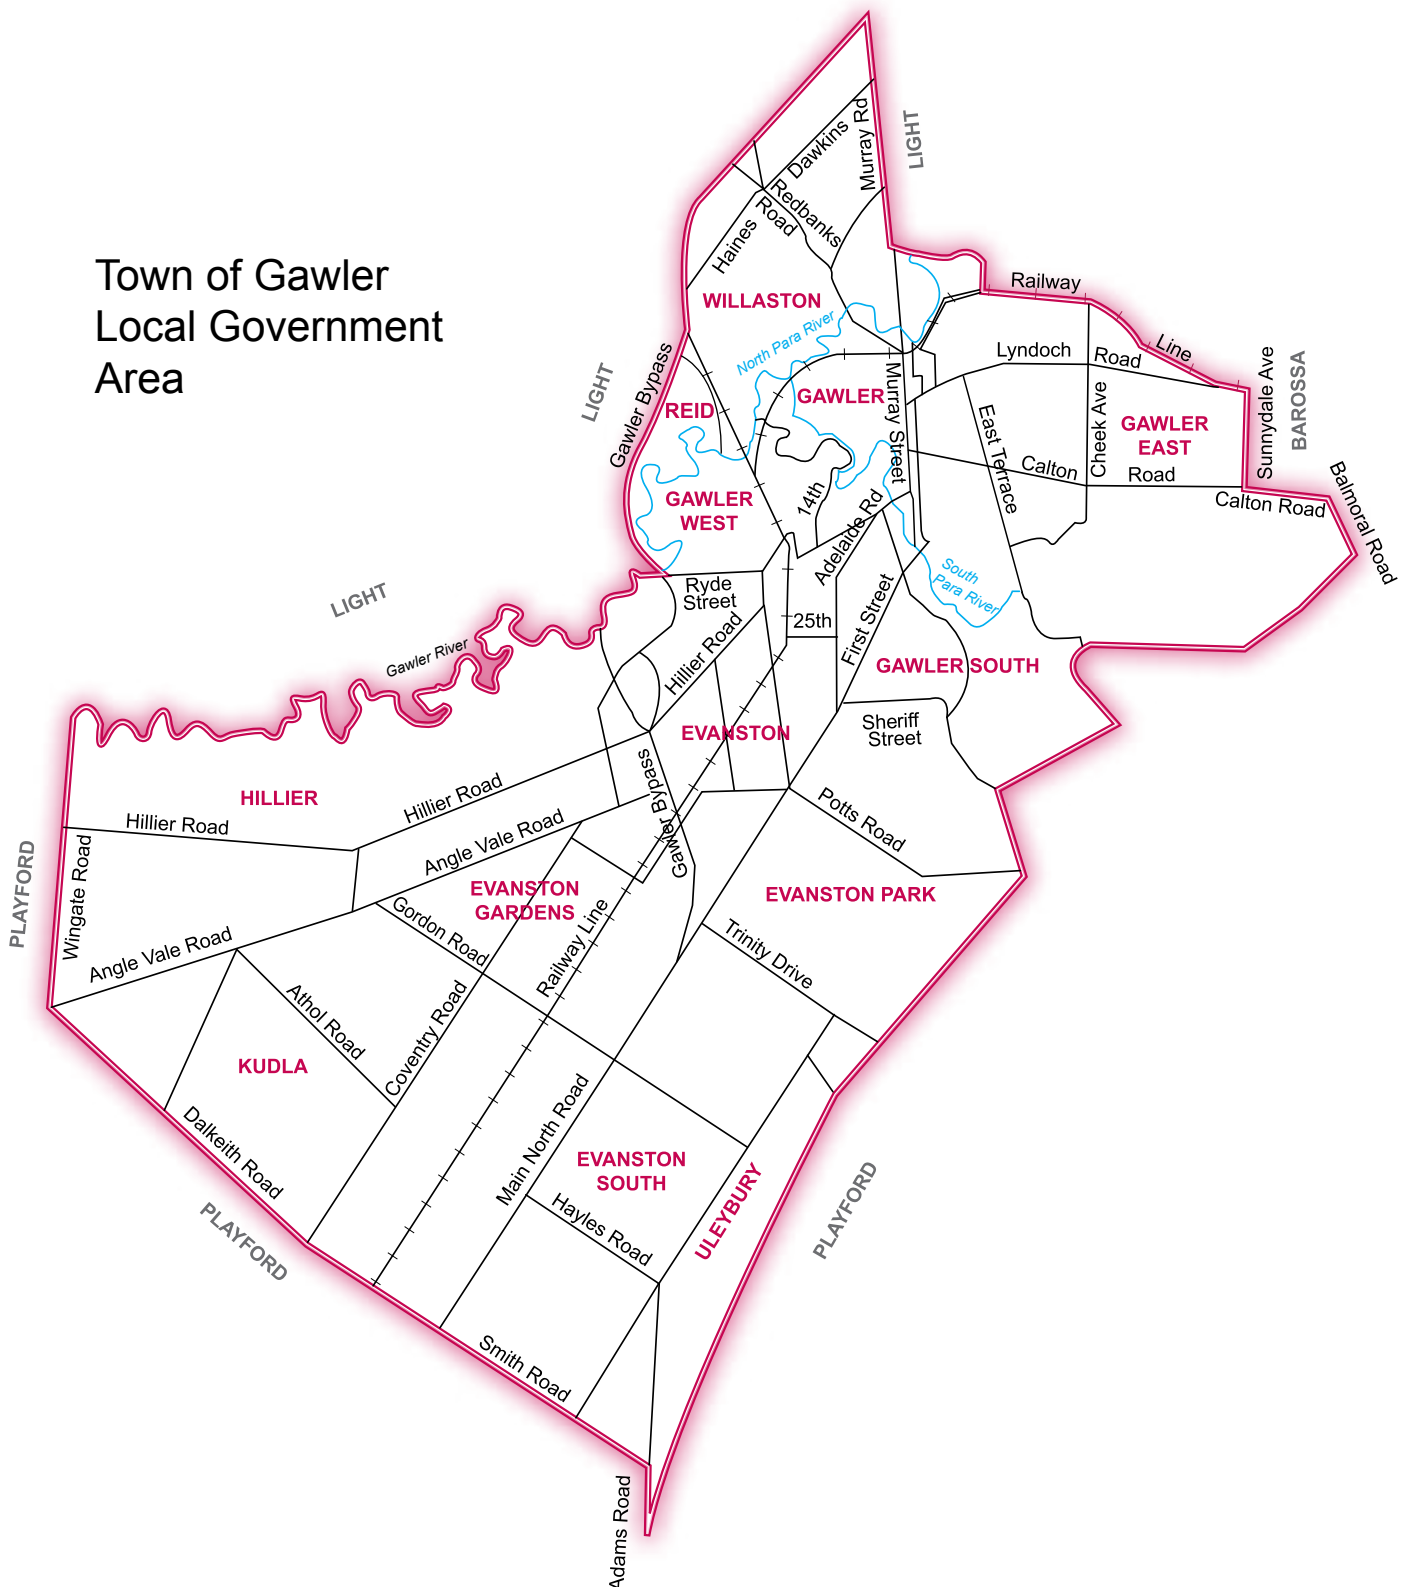 Town of Gawler
Local Government
Area
LIGHT
Murray Rd
Dawkins
Road
Redbanks
Haines
WILLASTON
Railway
Line
North Para River
Lyndoch
Road
LIGHT
Gawler Bypass
REID
GAWLER
Murray Street
East Terrace
Cheek Ave
GAWLER
EAST
Sunnydale Ave
BAROSSA
Calton
Road
Calton Road
Balmoral Road
GAWLER
WEST
14th
Adelaide Rd
South
Para River
LIGHT
Ryde
Street
25th
First Street
Gawler River
Hillier Road
GAWLER SOUTH
EVANSTON
Sheriff
Street
HILLIER
Hillier Road
Hillier Road
Gawler Bypass
Potts Road
Angle Vale Road
PLAYFORD
Wingate Road
EVANSTON
GARDENS
EVANSTON PARK
Gordon Road
Railway Line
Trinity Drive
Angle Vale Road
Athol Road
Coventry Road
KUDLA
Main North Road
Dalkeith Road
EVANSTON
SOUTH
ULEYBURY
PLAYFORD
PLAYFORD
Hayles Road
Smith Road
Adams Road